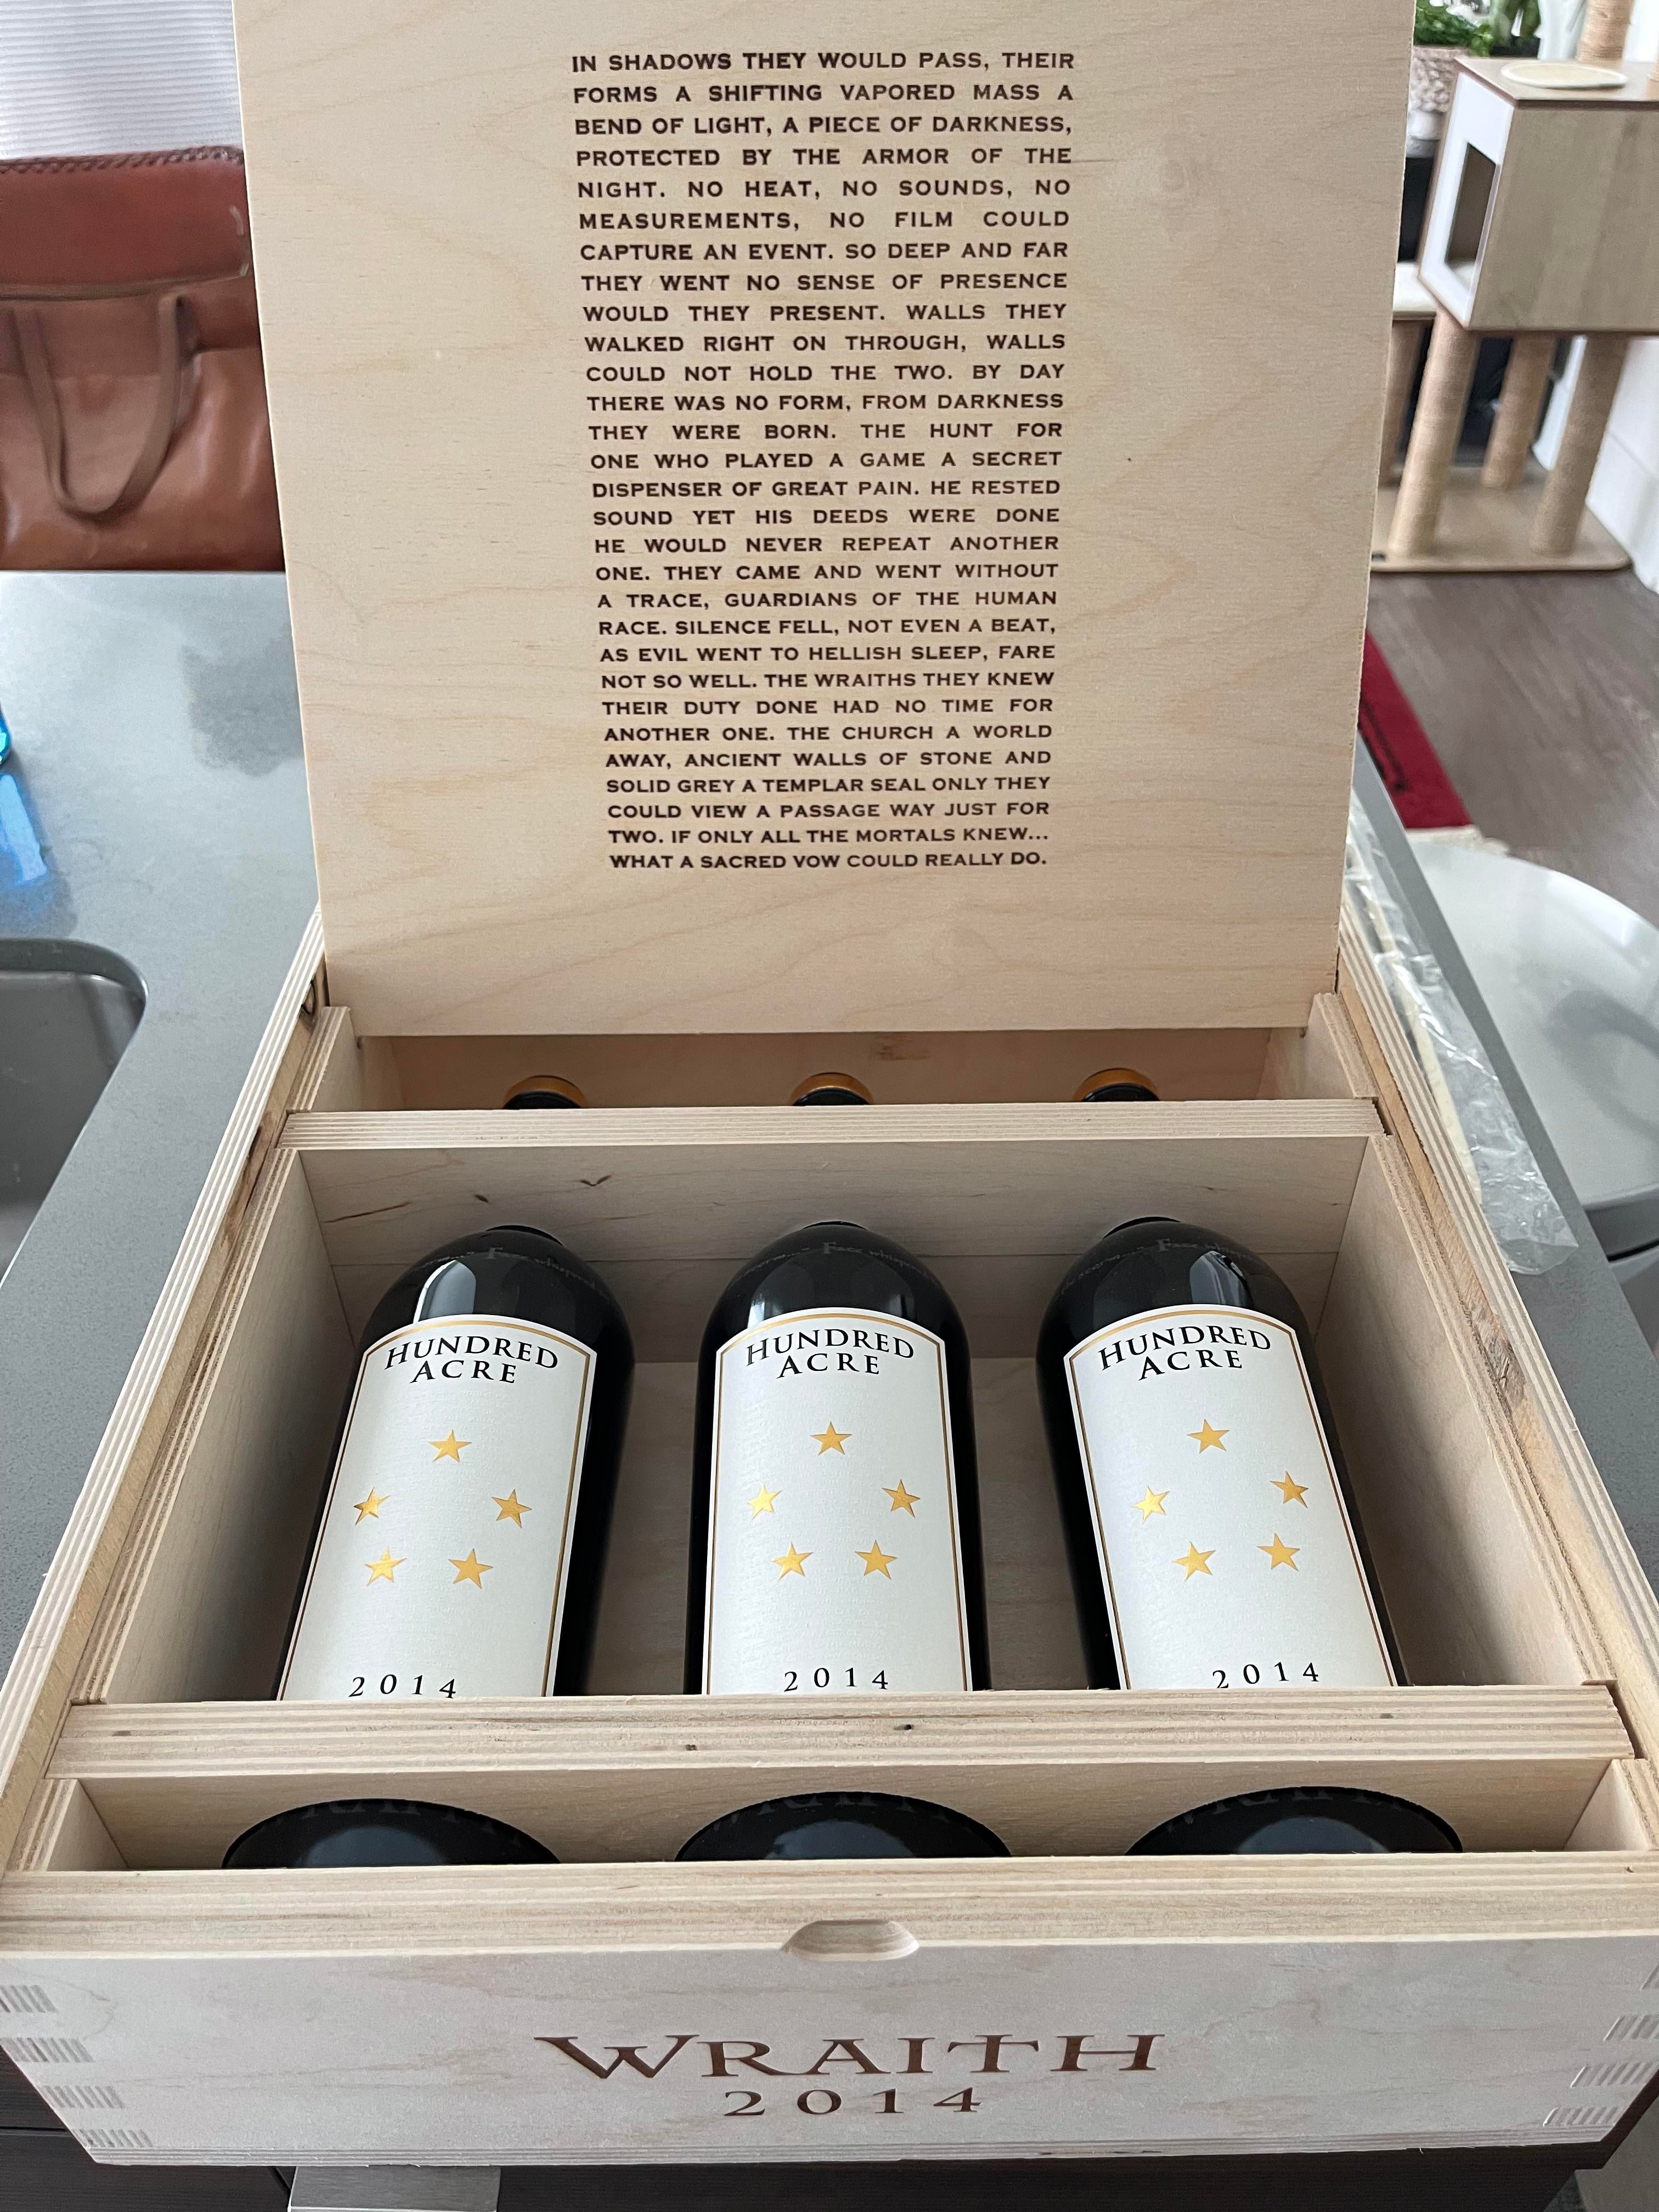 IN SHADOWS THEY WOULD PASS, THEIR
FORMS A SHIFTING VAPORED MASS A
BEND OF LIGHT, A PIECE OF DARKNESS,
PROTECTED BY THE ARMOR OF THE
NIGHT. NO HEAT, NO SOUNDS, NO
MEASUREMENTS, NO FILM COULD
CAPTURE AN EVENT. SO DEEP AND FAR
THEY WENT NO SENSE OF PRESENCE
WOULD THEY PRESENT. WALLS THEY
WALKED RIGHT ON THROUGH, WALLS
COULD NOT HOLD THE TWO. BY DAY
THERE WAS NO FORM, FROM DARKNESS
THEY WERE BORN. THE HUNT FOR
ONE WHO PLAYED A GAME A SECRET
DISPENSER OF GREAT PAIN. HE RESTED
SOUND YET HIS DEEDS WERE DONE
HE WOULD NEVER REPEAT ANOTHER
ONE. THEY CAME AND WENT WITHOUT
A TRACE, GUARDIANS OF THE HUMAN
RACE. SILENCE FELL, NOT EVEN A BEAT,
AS EVIL WENT TO HELLISH SLEEP, FARE
NOT SO WELL. THE WRAITHS THEY KNEW
THEIR DUTY DONE HAD NO TIME FOR
ANOTHER ONE. THE CHURCH A WORLD
AWAY, ANCIENT WALLS OF STONE AND
SOLID GREY A TEMPLAR SEAL ONLY THEY
COULD VIEW A PASSAGE WAY JUST FOR
TWO. IF ONLY ALL THE MORTALS KNEW...
WHAT A SACRED VOW COULD REALLY DO.
HUNDRED
ACRE
2014
HUNDRED
ACRE
2014
HUNDRED
ACRE
2014
WRAITH
2014